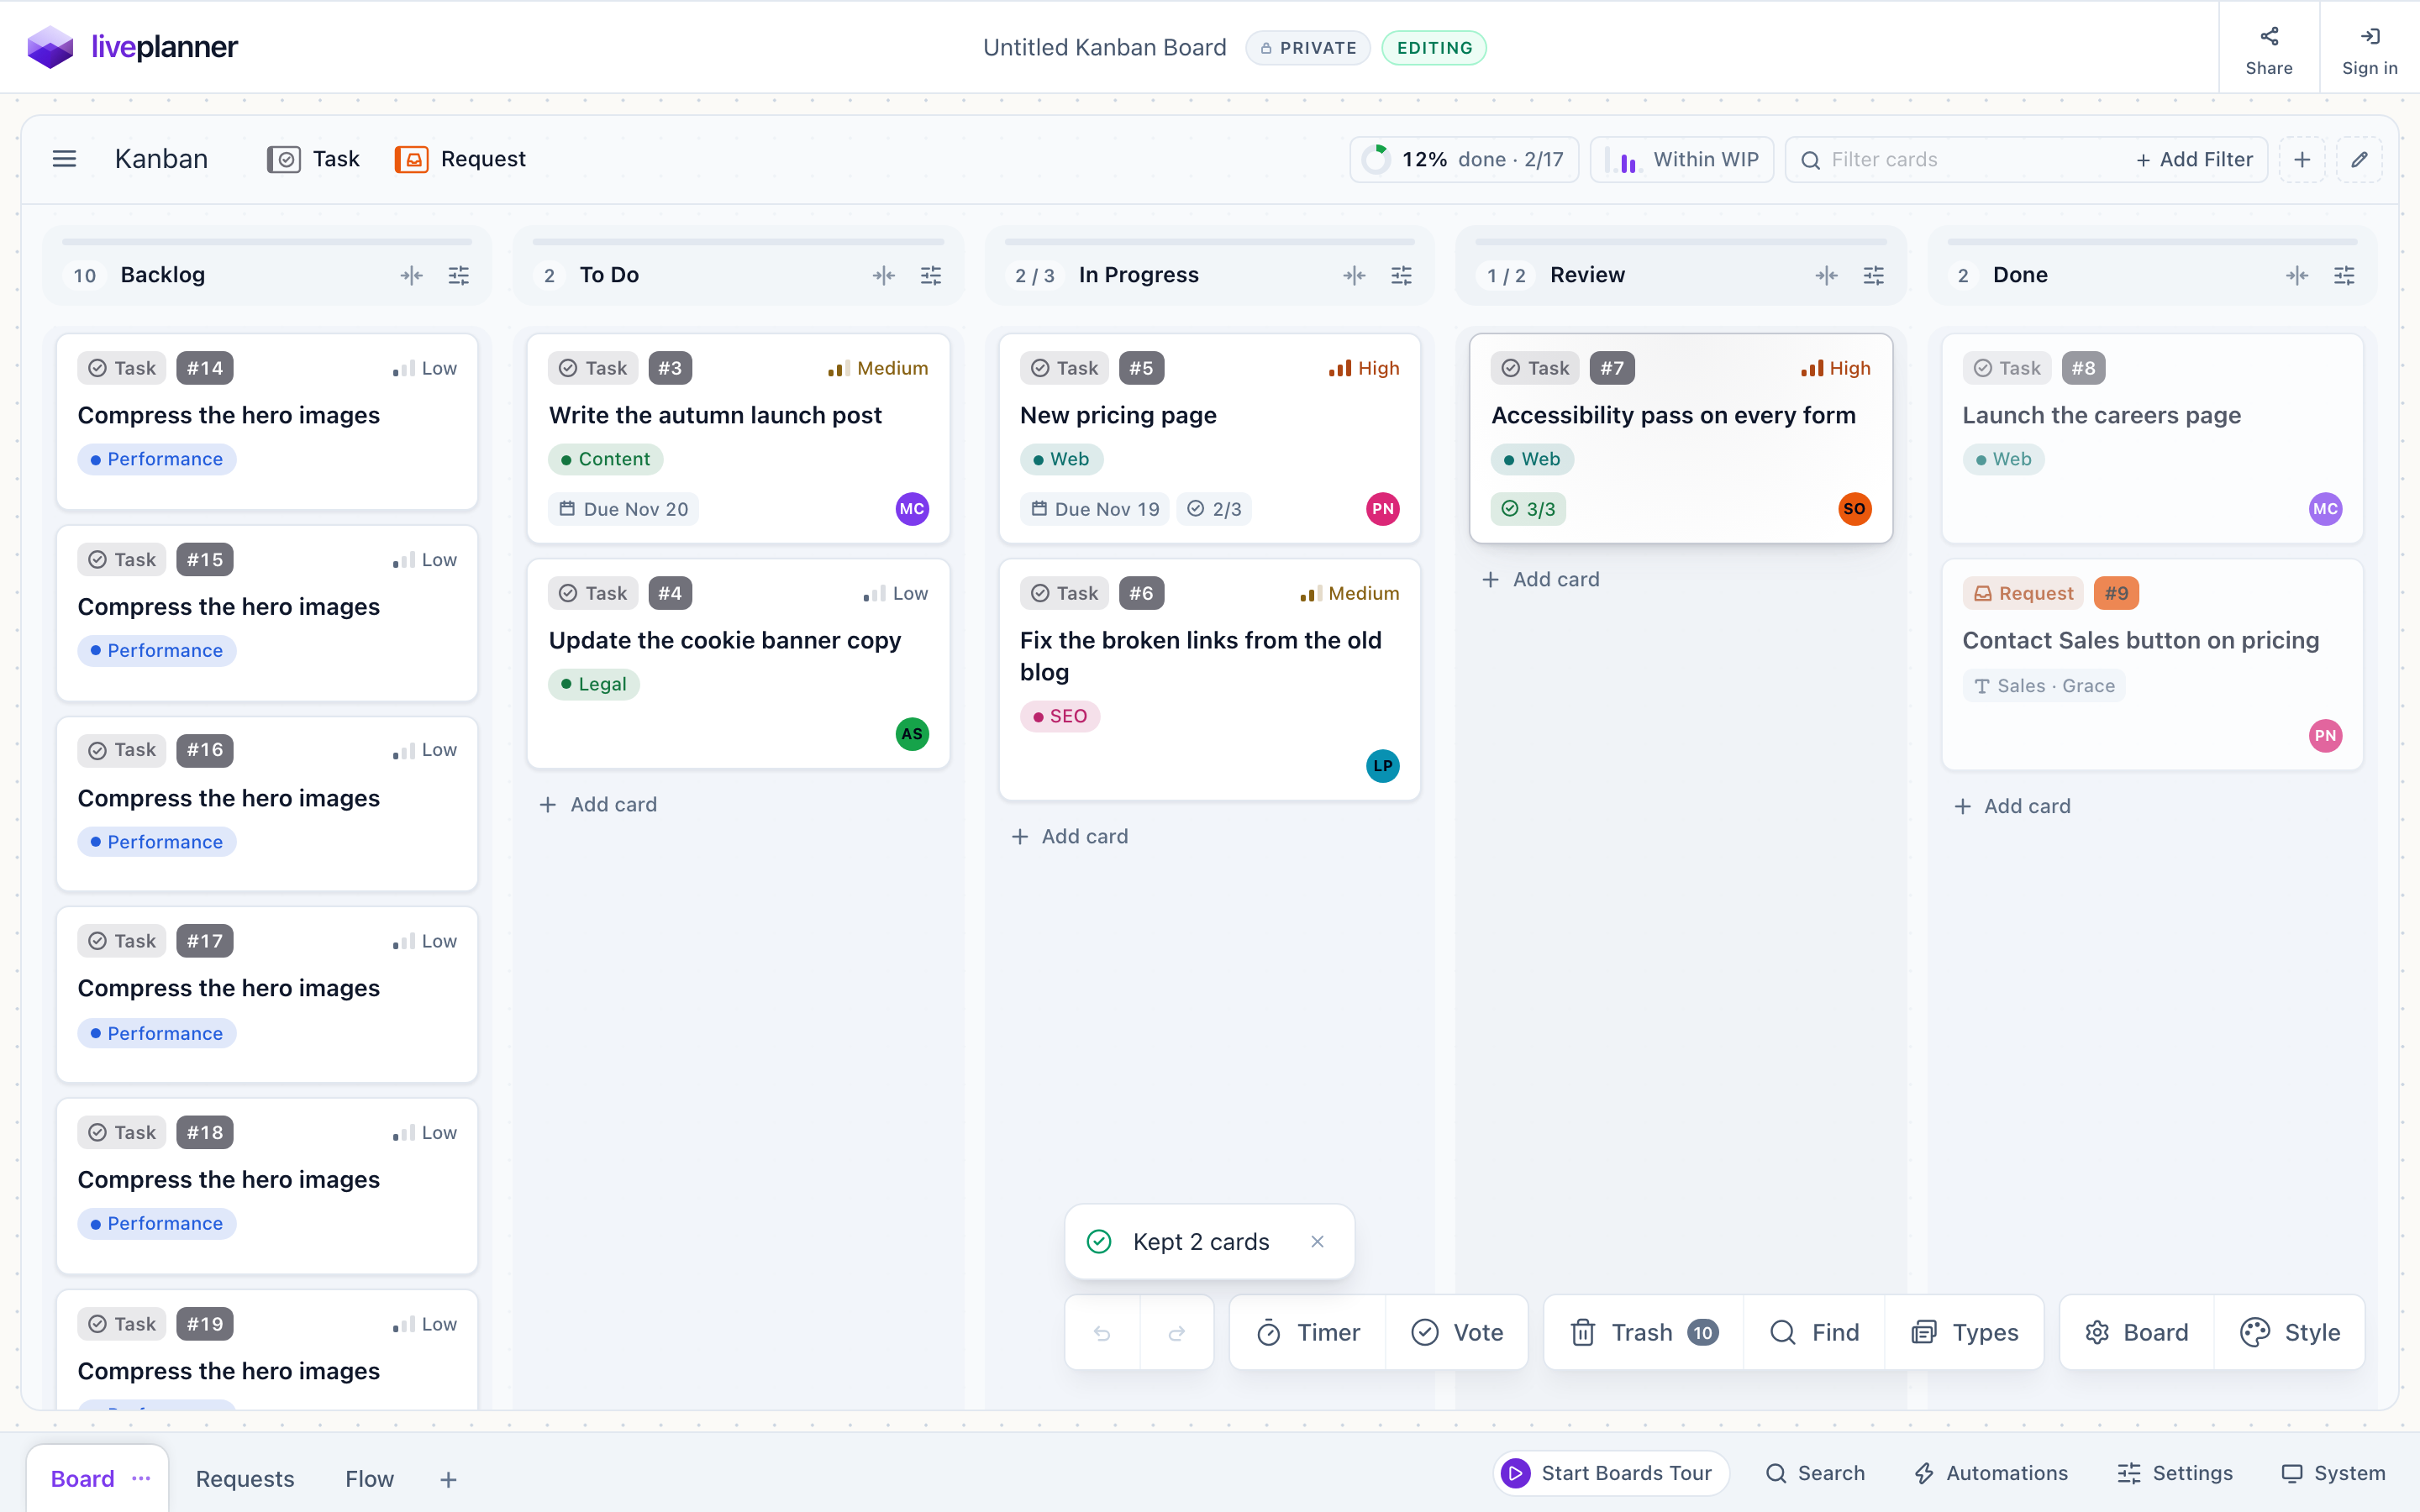 liveplanner
Untitled Kanban Board
PRIVATE
EDITING
Share
Sign in
Kanban
Task
Request
12% done · 2/17
Within WIP
Filter cards
+ Add Filter
10 Backlog
Task #14 Low
Compress the hero images
Performance
Task #15 Low
Compress the hero images
Performance
Task #16 Low
Compress the hero images
Performance
Task #17 Low
Compress the hero images
Performance
Task #18 Low
Compress the hero images
Performance
Task #19 Low
Compress the hero images
2 To Do
Task #3 Medium
Write the autumn launch post
Content
Due Nov 20 MC
Task #4 Low
Update the cookie banner copy
Legal
AS
+ Add card
2 / 3 In Progress
Task #5 High
New pricing page
Web
Due Nov 19 2/3 PN
Task #6 Medium
Fix the broken links from the old
blog
SEO
LP
+ Add card
1 / 2 Review
Task #7 High
Accessibility pass on every form
Web
3/3 SO
+ Add card
2 Done
Task #8
Launch the careers page
Web
MC
Request #9
Contact Sales button on pricing
Sales · Grace
PN
+ Add card
Kept 2 cards
Timer
Vote
Trash 10
Find
Types
Board
Style
Board
Requests
Flow
Start Boards Tour
Search
Automations
Settings
System